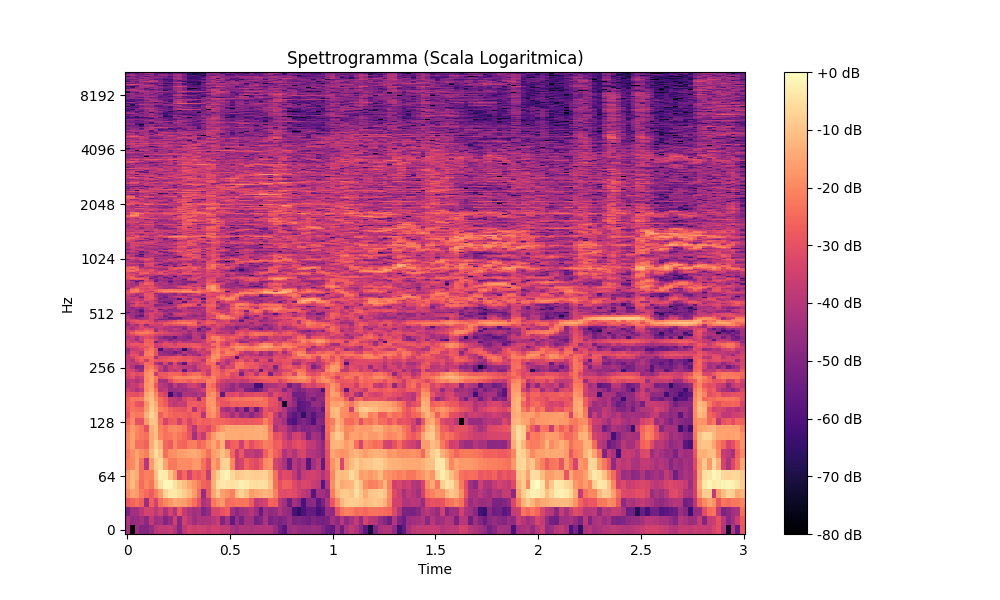 Spettrogramma (Scala Logaritmica)
Hz
8192
4096
2048
1024
512
256
128
64
0
0
0.5
1
1.5
2
2.5
3
Time
+0 dB
-10 dB
-20 dB
-30 dB
-40 dB
-50 dB
-60 dB
-70 dB
-80 dB